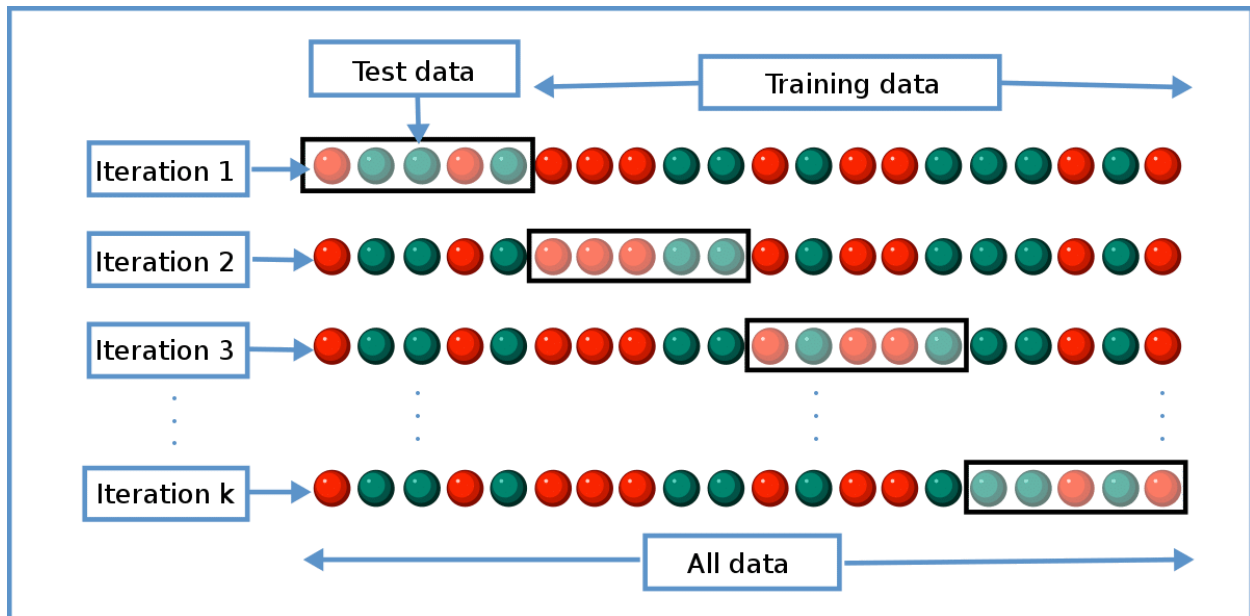 Test data
Training data
Iteration 1
Iteration 2
Iteration 3
Iteration k
All data